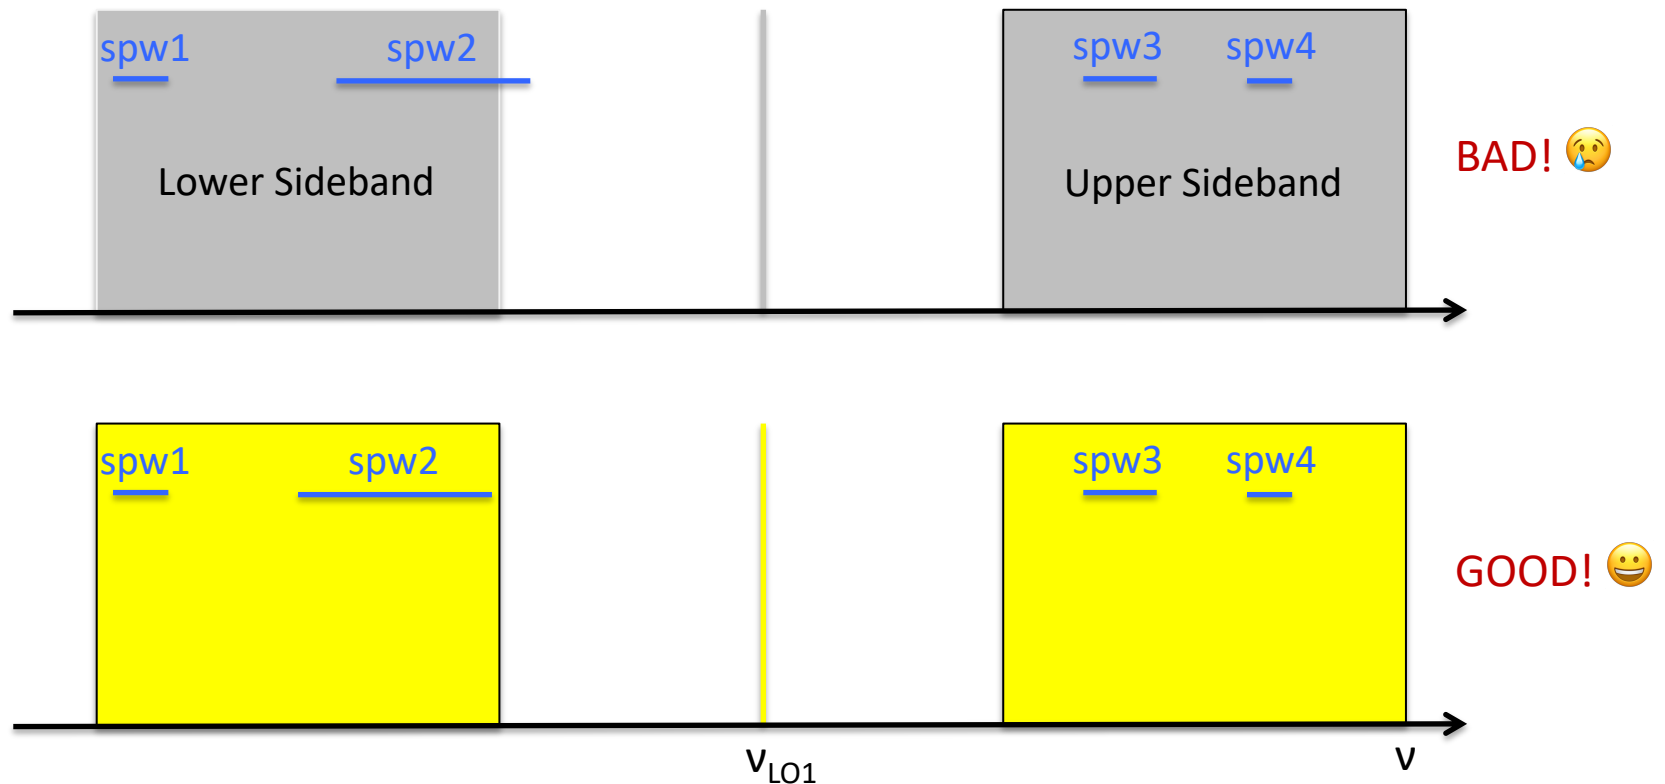 spw1
spw2
spw3
spw4
Lower Sideband
Upper Sideband
BAD! 😢
spw1
spw2
spw3
spw4
GOOD! 😀
νLO1
ν